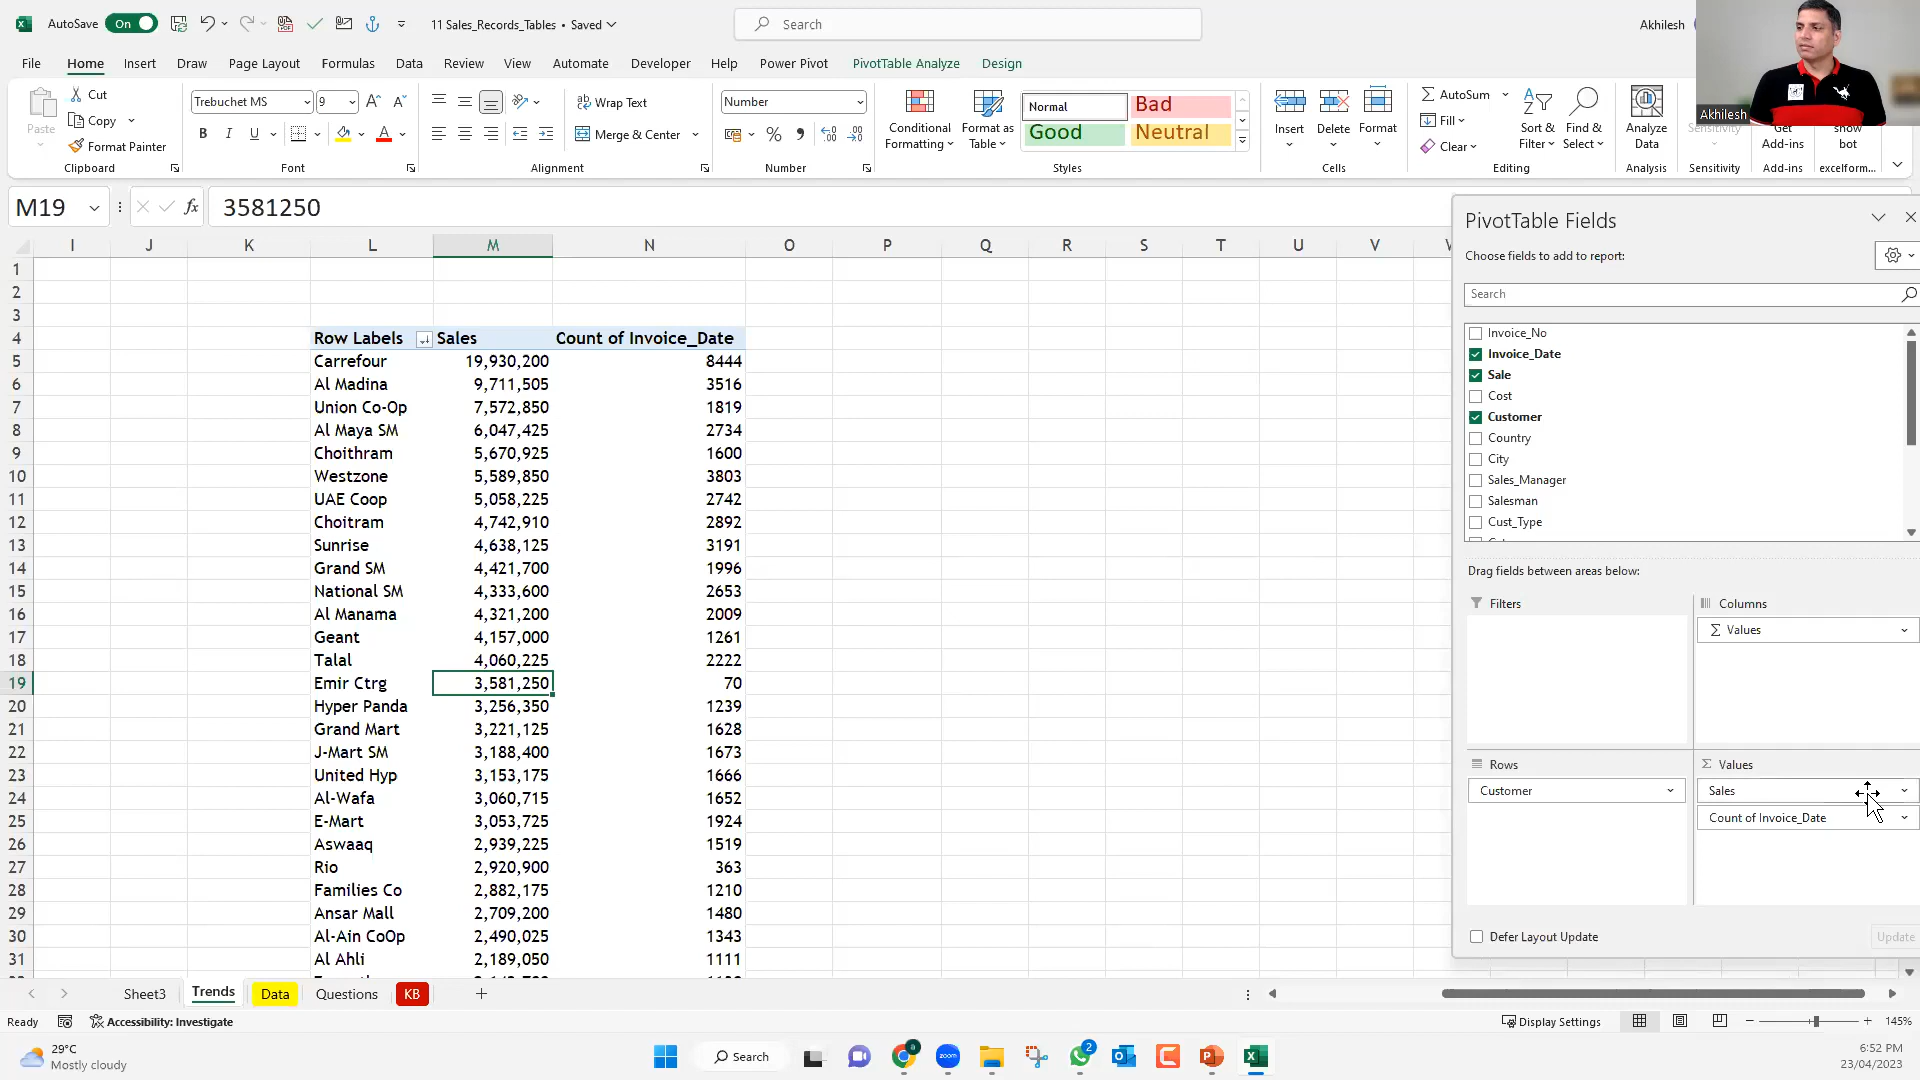 AutoSave On 11 Sales_Records_Tables • Saved Search Akhilesh
File Home Insert Draw Page Layout Formulas Data Review View Automate Developer Help Power Pivot PivotTable Analyze Design
Paste Cut Copy Format Painter Clipboard
Trebuchet MS 9 B I U A Font
Wrap Text Merge & Center Alignment
Number % Number
Conditional Formatting Format as Table Normal Bad Good Neutral Styles
Insert Delete Format Cells
AutoSum Fill Clear Sort & Filter Find & Select Editing
Analyze Data Analysis Sensitivity Sensitivity Get Add-ins Add-ins show bot excelform...
Akhilesh
M19 fx 3581250
I J K L M N O P Q R S T U V
1
2
3
4 Row Labels Sales Count of Invoice_Date
5 Carrefour 19,930,200 8444
6 Al Madina 9,711,505 3516
7 Union Co-Op 7,572,850 1819
8 Al Maya SM 6,047,425 2734
9 Choithram 5,670,925 1600
10 Westzone 5,589,850 3803
11 UAE Coop 5,058,225 2742
12 Choitram 4,742,910 2892
13 Sunrise 4,638,125 3191
14 Grand SM 4,421,700 1996
15 National SM 4,333,600 2653
16 Al Manama 4,321,200 2009
17 Geant 4,157,000 1261
18 Talal 4,060,225 2222
19 Emir Ctrg 3,581,250 70
20 Hyper Panda 3,256,350 1239
21 Grand Mart 3,221,125 1628
22 J-Mart SM 3,188,400 1673
23 United Hyp 3,153,175 1666
24 Al-Wafa 3,060,715 1652
25 E-Mart 3,053,725 1924
26 Aswaaq 2,939,225 1519
27 Rio 2,920,900 363
28 Families Co 2,882,175 1210
29 Ansar Mall 2,709,200 1480
30 Al-Ain CoOp 2,490,025 1343
31 Al Ahli 2,189,050 1111
PivotTable Fields
Choose fields to add to report:
Search
Invoice_No
Invoice_Date
Sale
Cost
Customer
Country
City
Sales_Manager
Salesman
Cust_Type
Drag fields between areas below:
Filters Columns
Values
Rows Values
Customer Sales
Count of Invoice_Date
Defer Layout Update Update
Sheet3 Trends Data Questions KB
Ready Accessibility: Investigate Display Settings 145%
29°C
Mostly cloudy
Search
a zoom 2
6:52 PM
23/04/2023